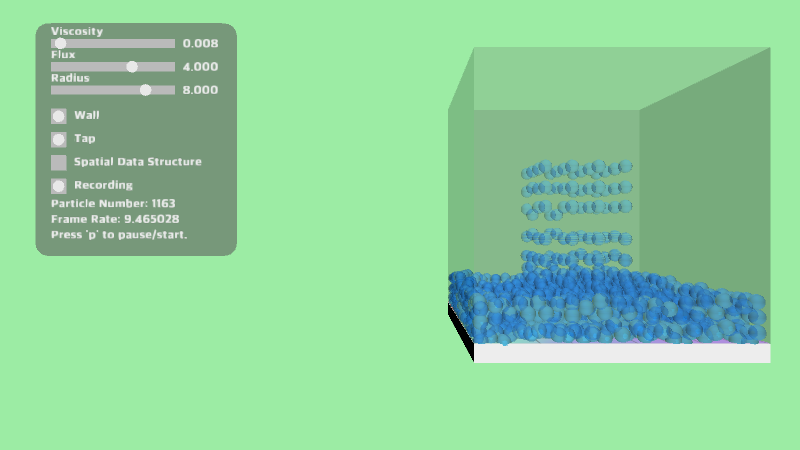 Viscosity
0.008
Flux
4.000
Radius
8.000
Wall
Tap
Spatial Data Structure
Recording
Particle Number: 1163
Frame Rate: 9.465028
Press `p` to pause/start.